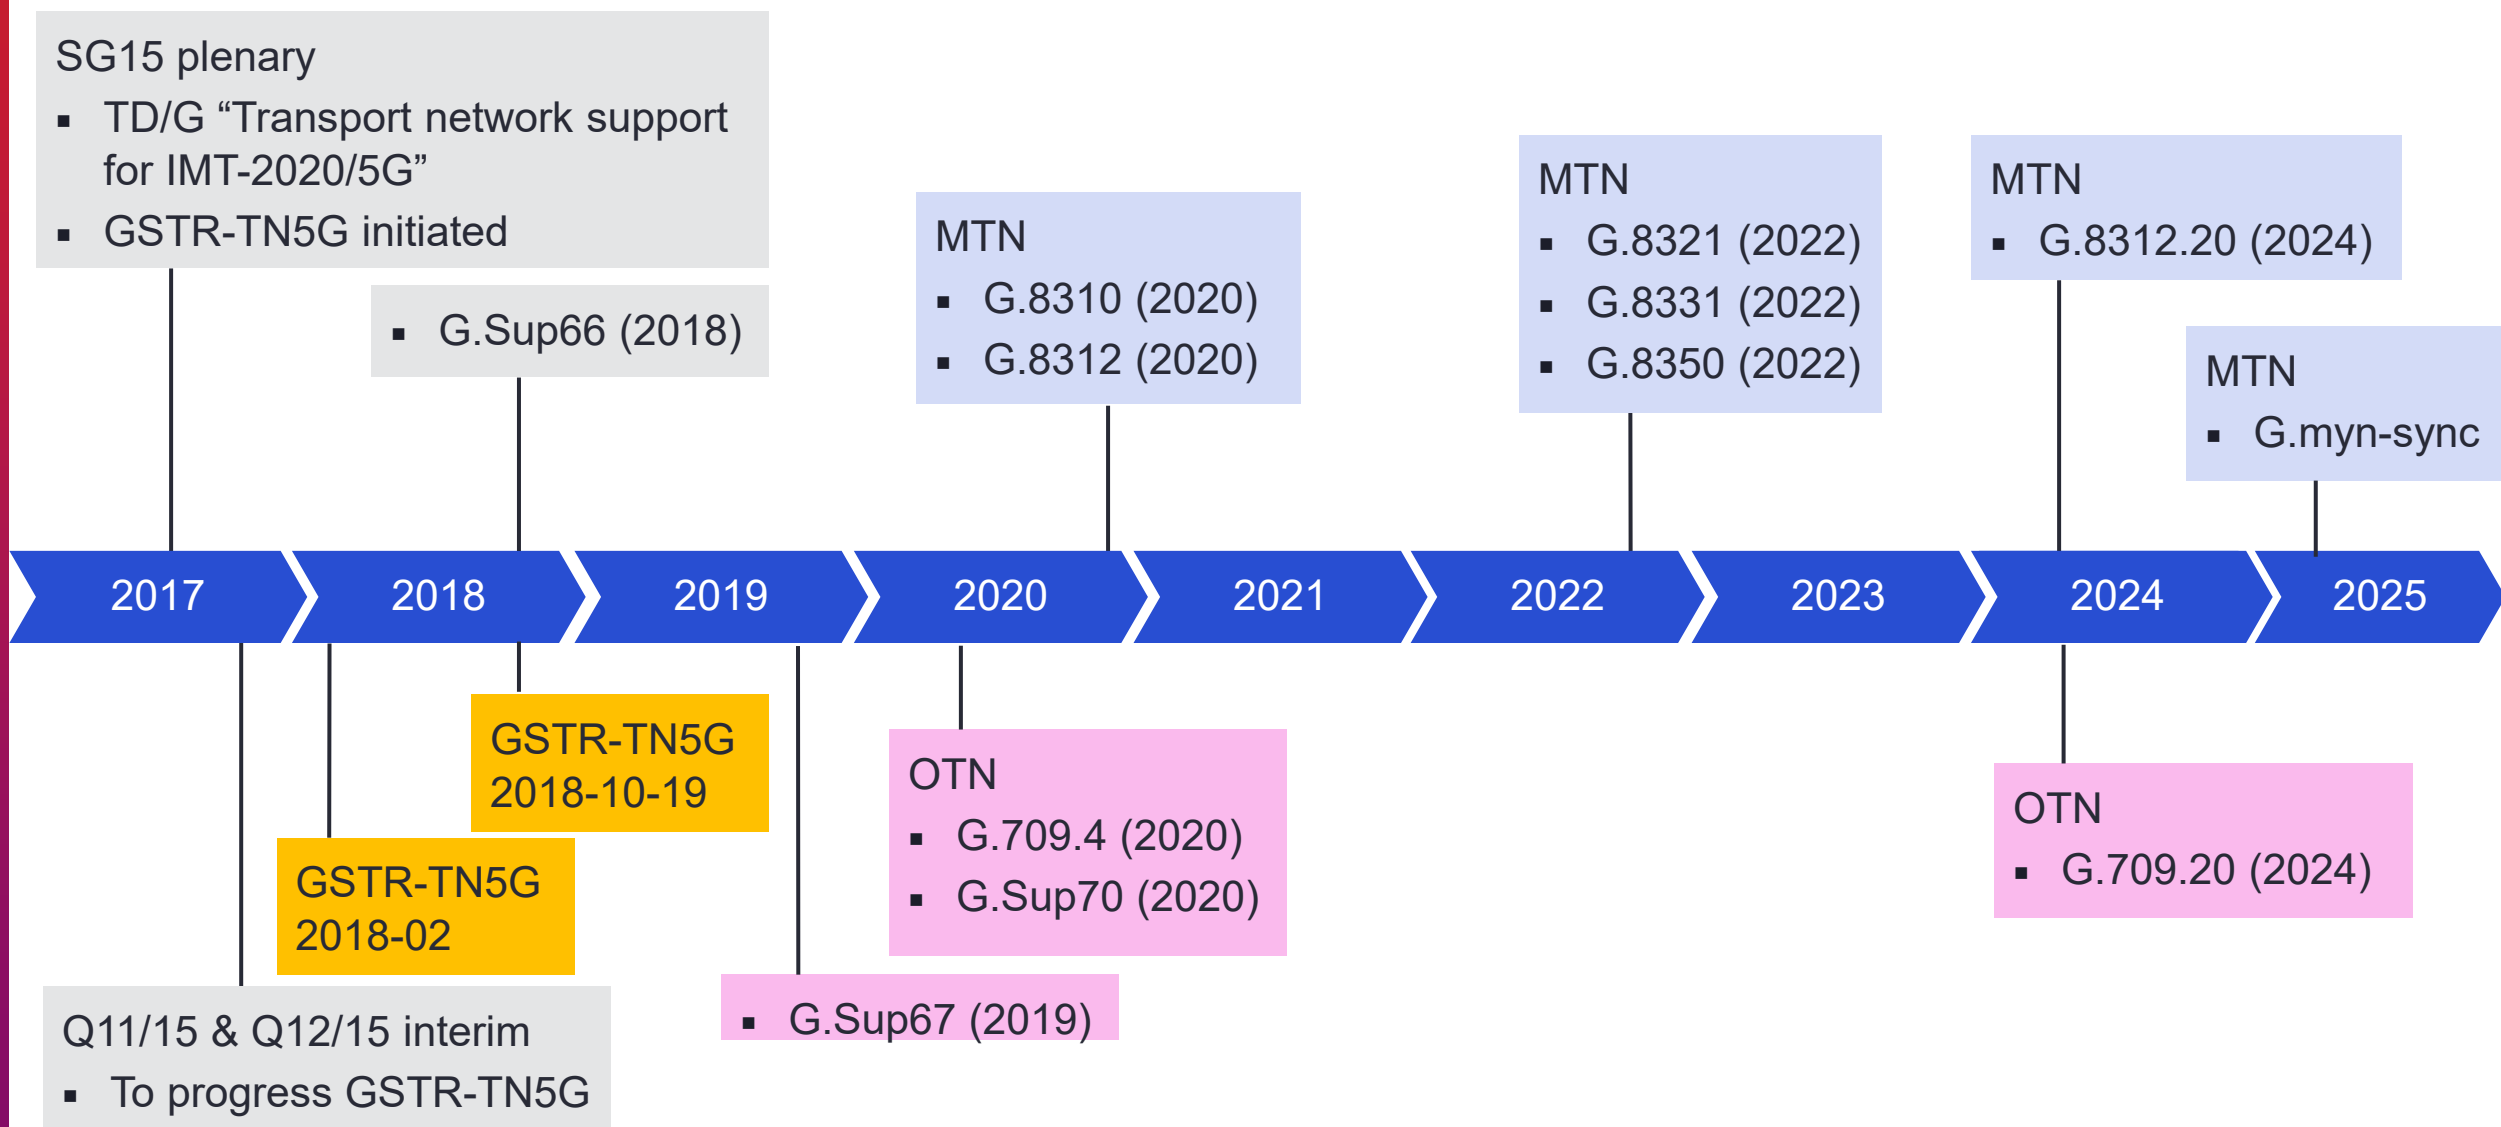 SG15 plenary
▪ TD/G “Transport network support
for IMT-2020/5G”
▪ GSTR-TN5G initiated
▪ G.Sup66 (2018)
MTN
▪ G.8310 (2020)
▪ G.8312 (2020)
MTN
▪ G.8321 (2022)
▪ G.8331 (2022)
▪ G.8350 (2022)
MTN
▪ G.8312.20 (2024)
MTN
▪ G.myn-sync
2017 2018 2019 2020 2021 2022 2023 2024 2025
GSTR-TN5G
2018-10-19
GSTR-TN5G
2018-02
Q11/15 & Q12/15 interim
▪ To progress GSTR-TN5G
▪ G.Sup67 (2019)
OTN
▪ G.709.4 (2020)
▪ G.Sup70 (2020)
OTN
▪ G.709.20 (2024)